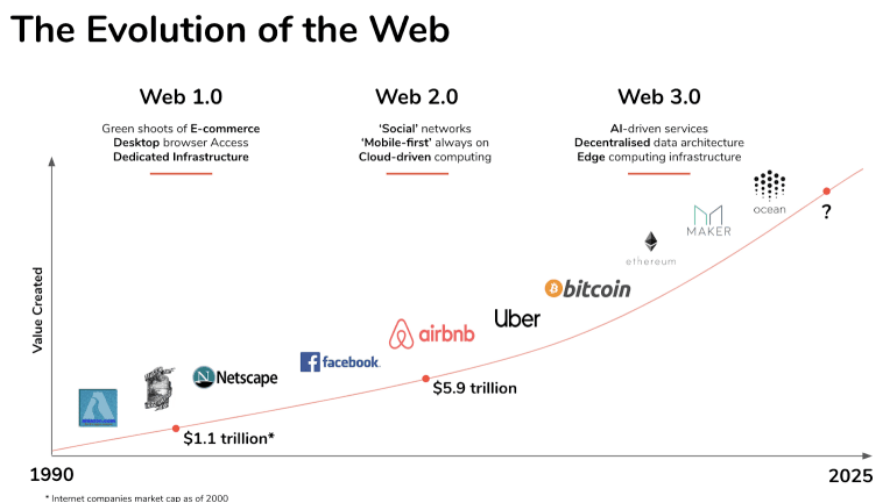 The Evolution of the Web
Web 1.0
Green shoots of E-commerce
Desktop browser Access
Dedicated Infrastructure
Web 2.0
‘Social’ networks
‘Mobile-first’ always on
Cloud-driven computing
Web 3.0
AI-driven services
Decentralised data architecture
Edge computing infrastructure
ocean
?
MAKER
ethereum
bitcoin
Uber
airbnb
facebook.
Netscape
N
$5.9 trillion
$1.1 trillion*
Value Created
1990
2025
* Internet companies market cap as of 2000